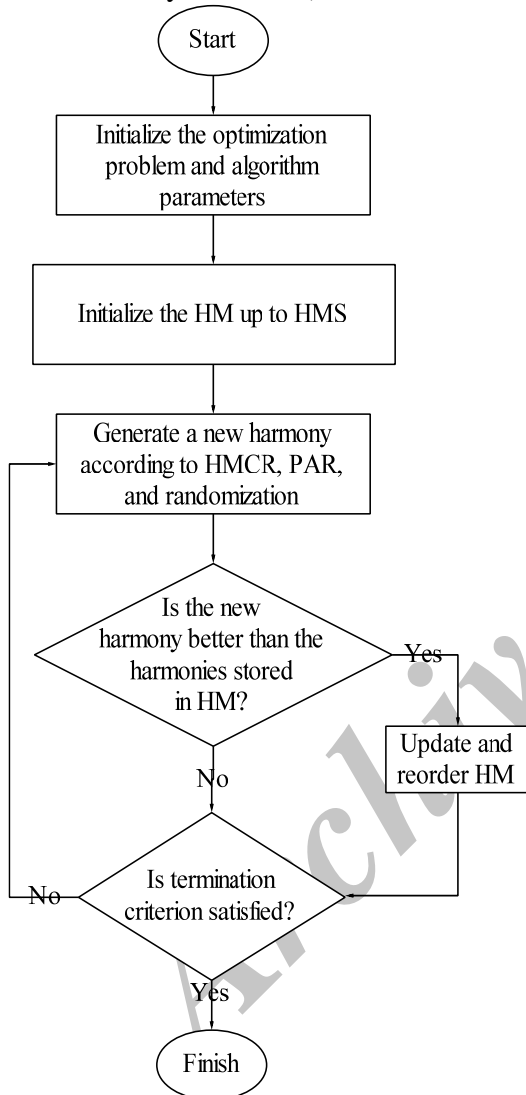 Start
Initialize the optimization
problem and algorithm
parameters
Initialize the HM up to HMS
Generate a new harmony
according to HMCR, PAR,
and randomization
Is the new
harmony better than the
harmonies stored
in HM?
Yes
Update and
reorder HM
No
Is termination
criterion satisfied?
No
Yes
Finish